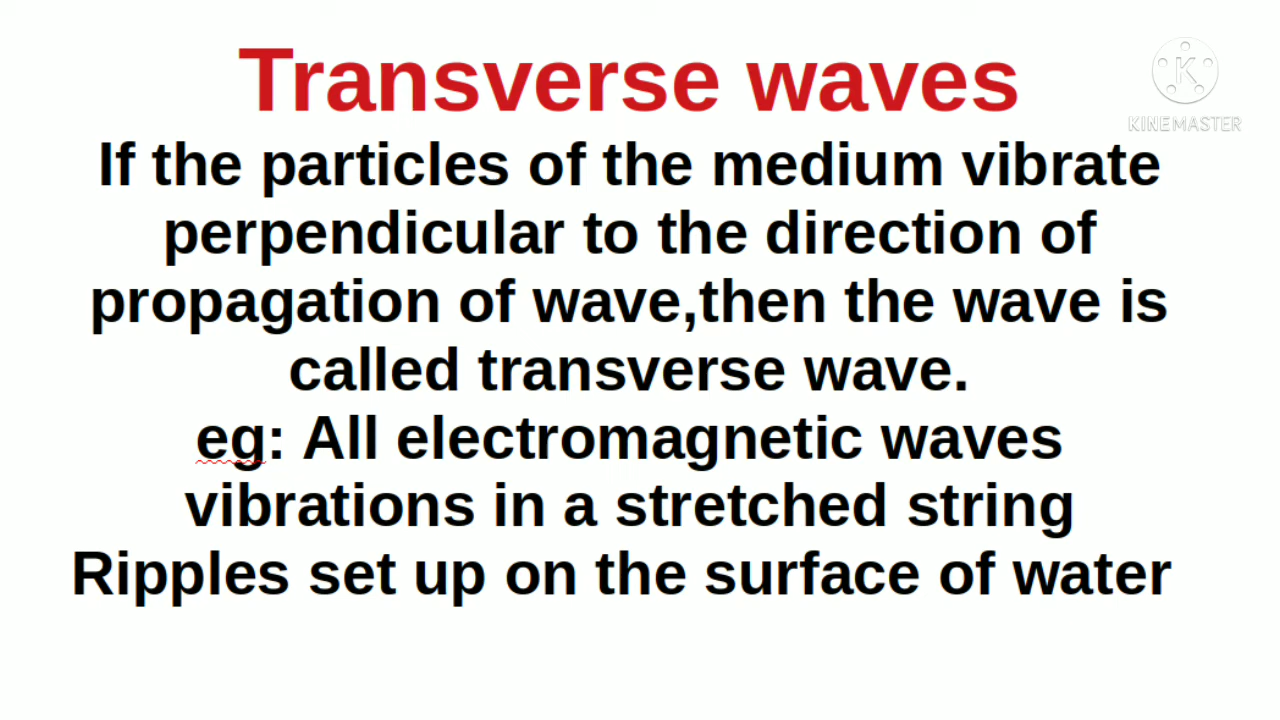 Transverse waves
KINEMASTER
If the particles of the medium vibrate
perpendicular to the direction of
propagation of wave,then the wave is
called transverse wave.
eg: All electromagnetic waves
vibrations in a stretched string
Ripples set up on the surface of water